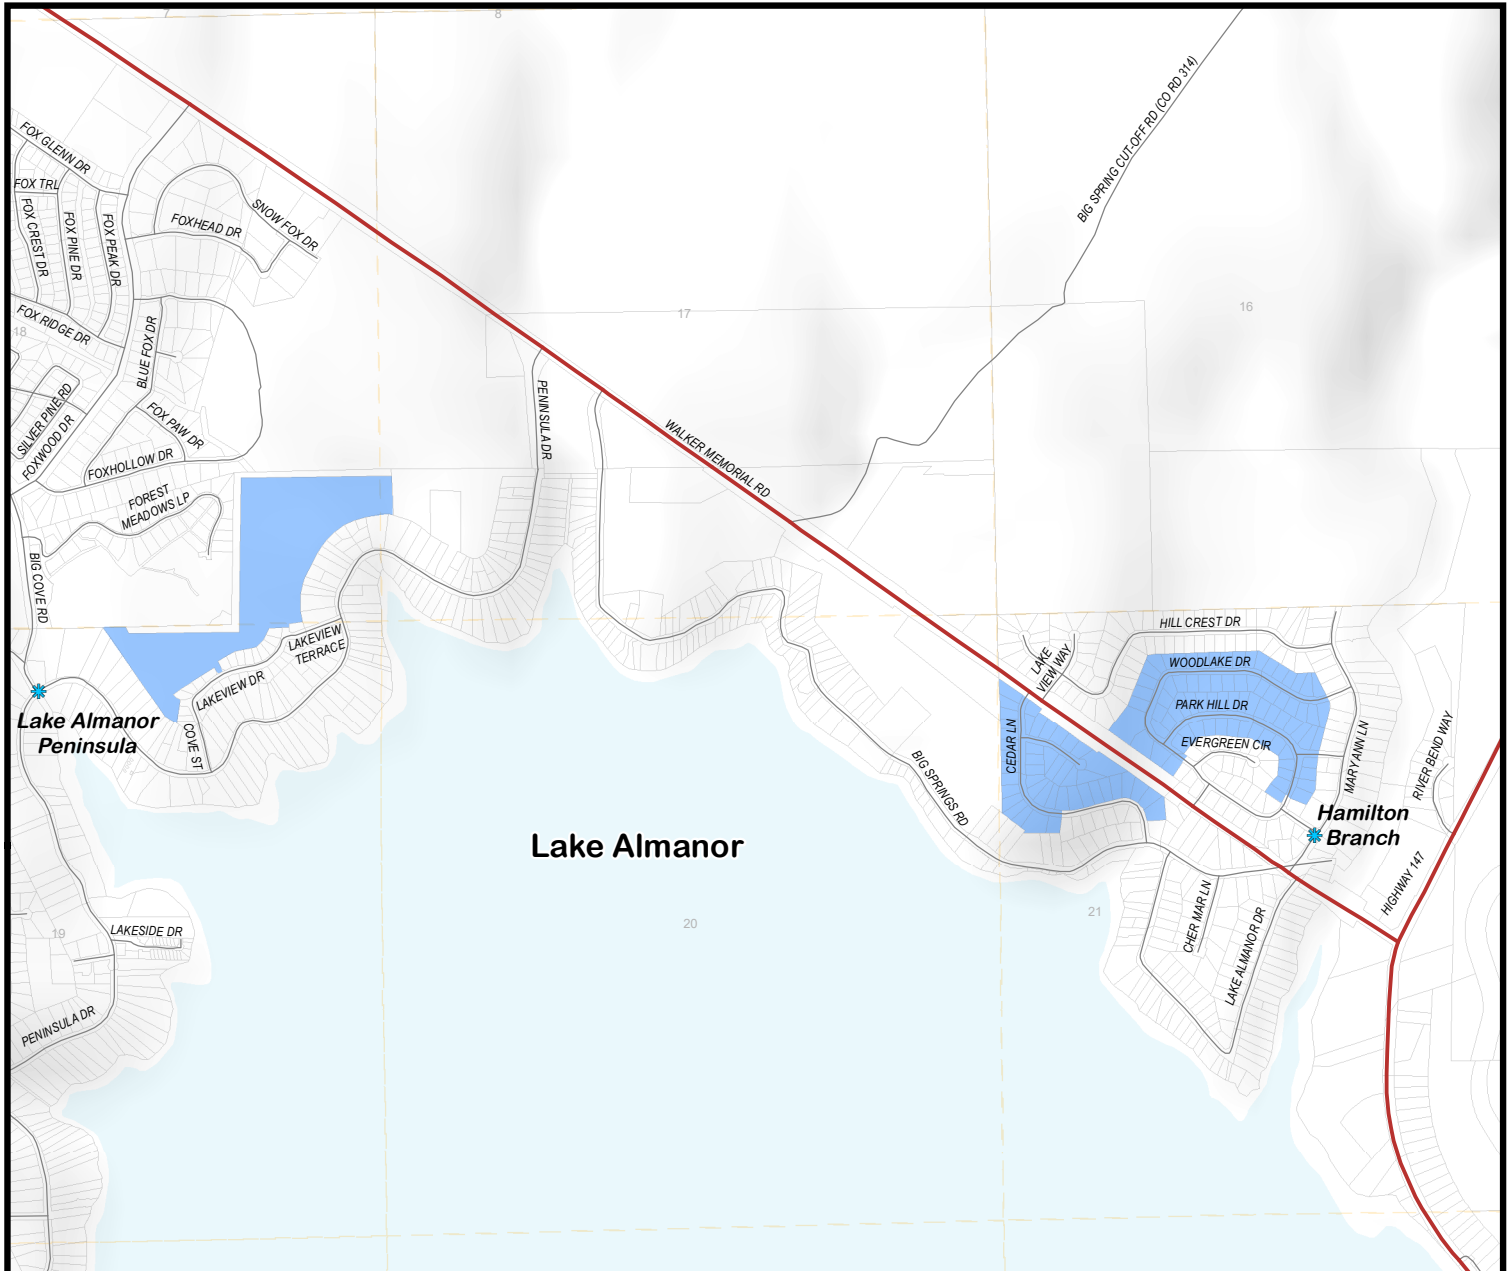 7
8
BIG SPRING CUT-OFF RD (CO RD 314)
FOX GLENN DR
FOX TRL
FOX CREST DR
FOX PINE DR
FOX PEAK DR
FOXHEAD DR
SNOW FOX DR
17
16
18
FOX RIDGE DR
BLUE FOX DR
SILVER PINE RD
FOXWOOD DR
FOX PAW DR
FOXHOLLOW DR
FOREST
MEADOWS LP
PENINSULA DR
WALKER MEMORIAL RD
BIG COVE RD
LAKEVIEW
TERRACE
LAKEVIEW DR
COVE ST
Lake Almanor
Peninsula
HILL CREST DR
LAKE
VIEW WAY
WOODLAKE DR
PARK HILL DR
EVERGREEN CIR
CEDAR LN
MARY ANN LN
RIVER BEND WAY
BIG SPRINGS RD
Hamilton
Branch
Lake Almanor
HIGHWAY 147
CHER MAR LN
LAKE ALMANOR DR
19
20
21
LAKESIDE DR
PENINSULA DR